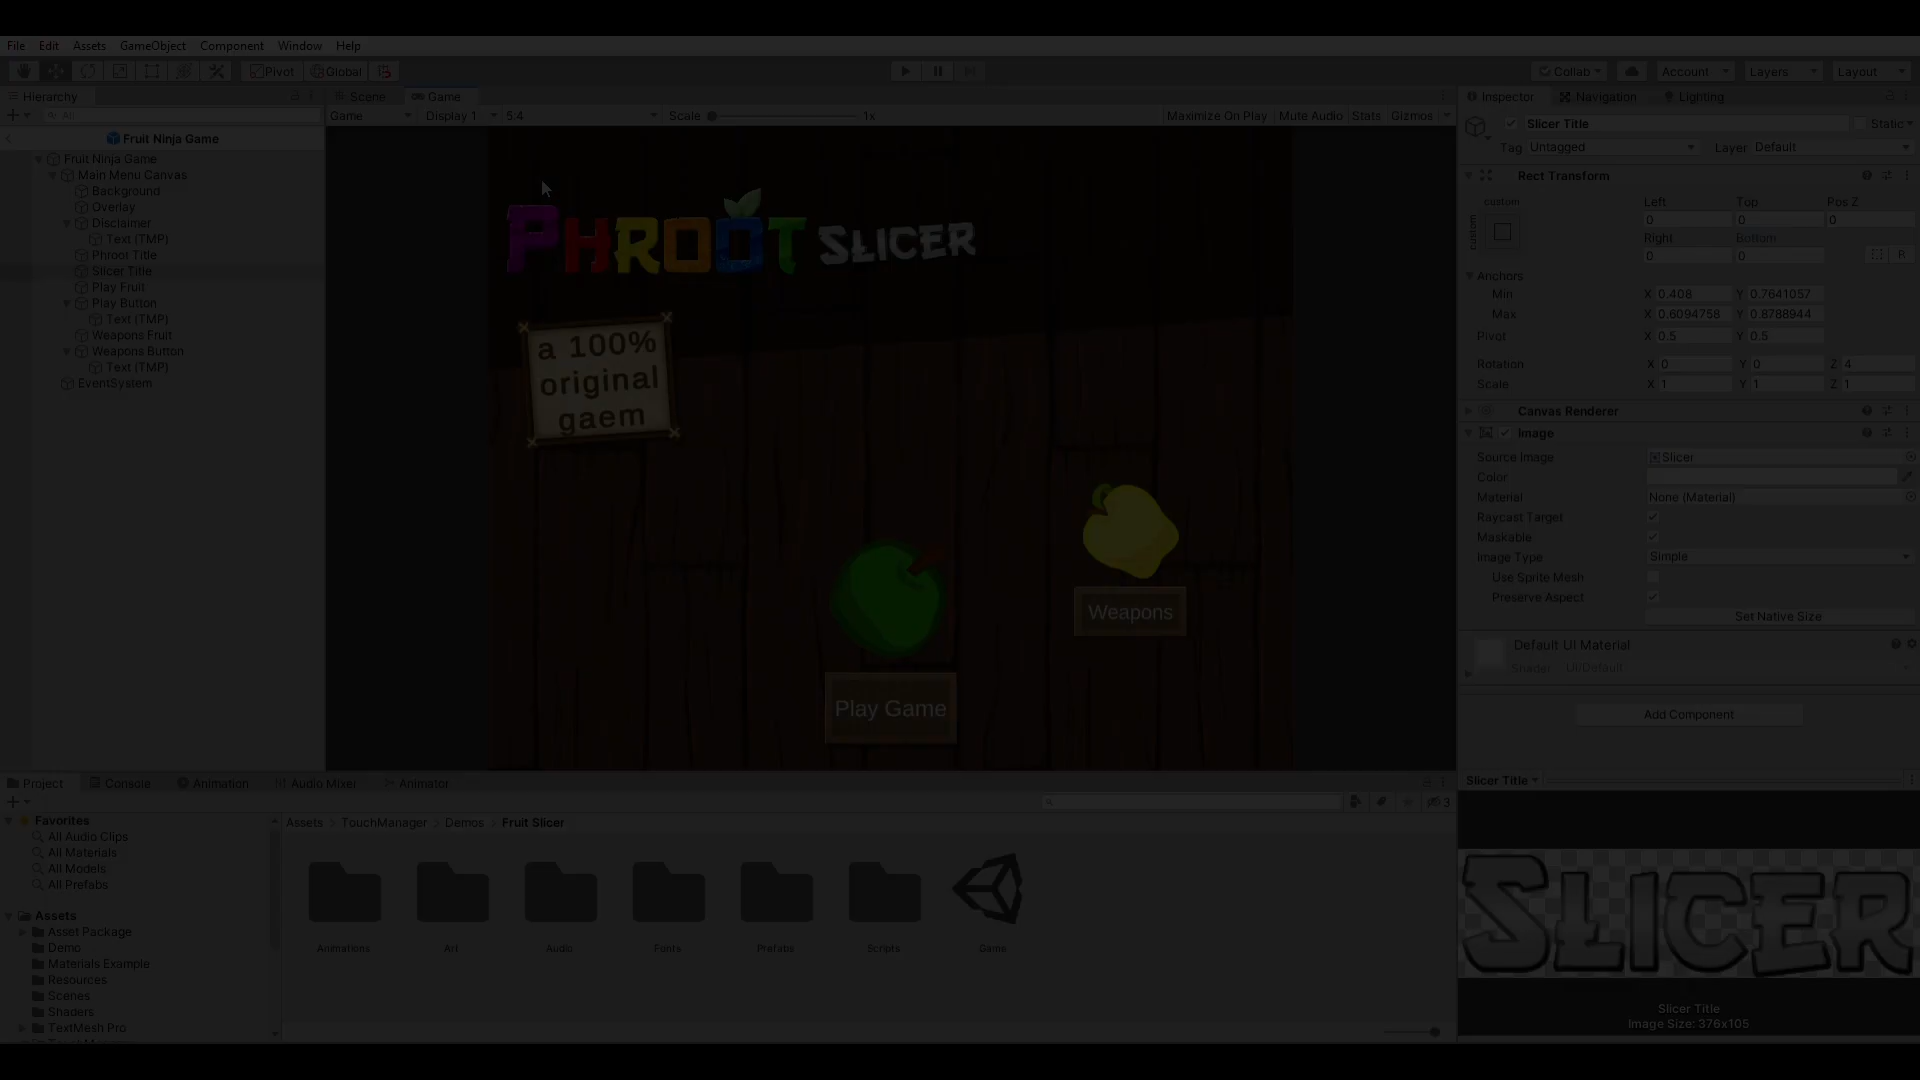 File Edit Assets GameObject Component Window Help
Pivot Global Collab Account Layers Layout
Hierarchy
All
Fruit Ninja Game
Fruit Ninja Game
Main Menu Canvas
Background
Overlay
Disclaimer
Text (TMP)
Phroot Title
Slicer Title
Play Fruit
Play Button
Text (TMP)
Weapons Fruit
Weapons Button
Text (TMP)
EventSystem
Scene Game
Game Display 1 5:4 Scale 1x Maximize On Play Mute Audio Stats Gizmos
PHROOT SLICER
a 100%
original
gaem
Weapons
Play Game
Inspector Navigation Lighting
Slicer Title Static
Tag Untagged Layer Default
Rect Transform
custom Left Top Pos Z
custom
0 0 0
Right Bottom
0 0 R
Anchors
Min X 0.408 Y 0.7641057
Max X 0.6094758 Y 0.8788944
Pivot X 0.5 Y 0.5
Rotation X 0 Y 0 Z 4
Scale X 1 Y 1 Z 1
Canvas Renderer
Image
Source Image Slicer
Color
Material None (Material)
Raycast Target
Maskable
Image Type Simple
Use Sprite Mesh
Preserve Aspect
Set Native Size
Default UI Material
Shader UI/Default
Add Component
Slicer Title
SLICER
Slicer Title
Image Size: 376x105
Project Console Animation Audio Mixer Animator
3
Favorites
All Audio Clips
All Materials
All Models
All Prefabs
Assets
Asset Package
Demo
Materials Example
Resources
Scenes
Shaders
TextMesh Pro
Assets > TouchManager > Demos > Fruit Slicer
Animations Art Audio Fonts Prefabs Scripts Game